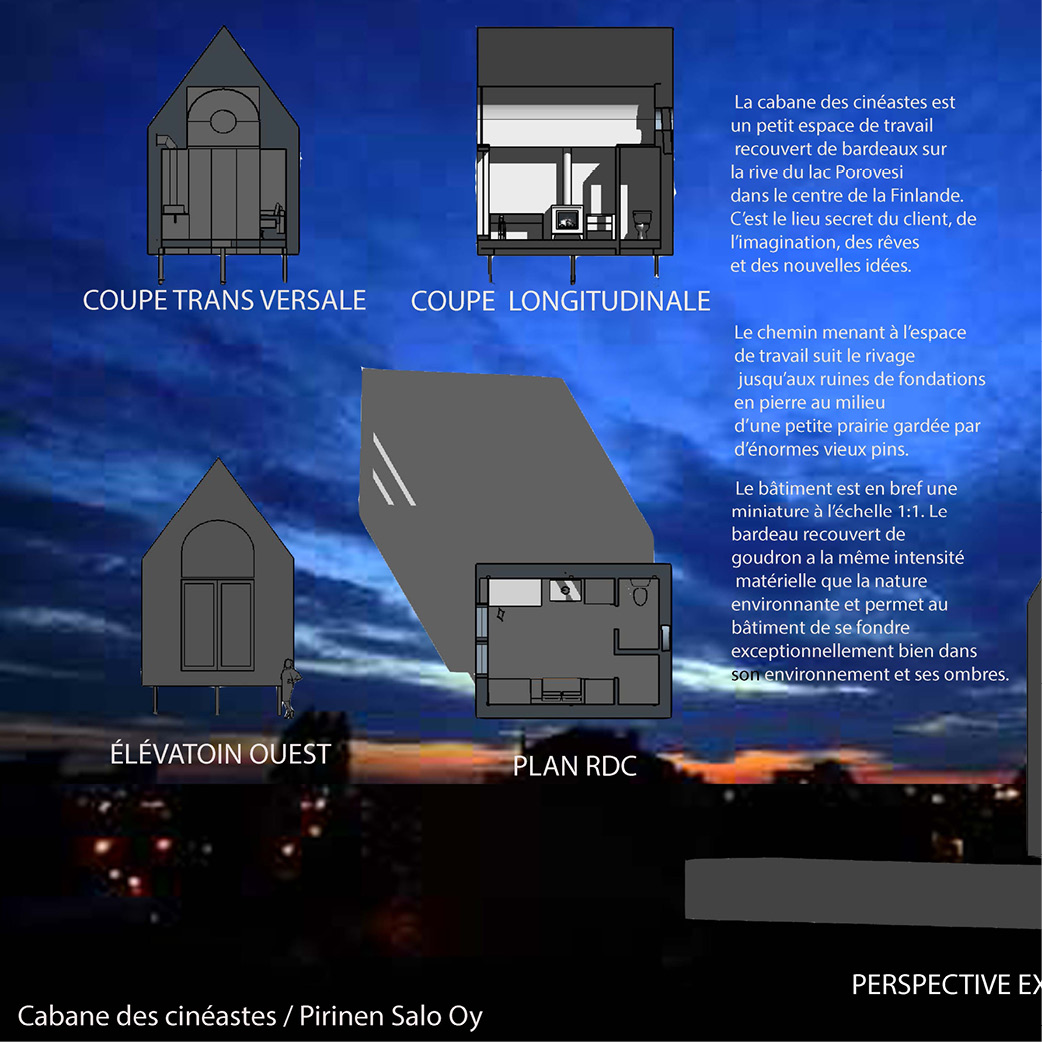 COUPE TRANS VERSALE
COUPE LONGITUDINALE
La cabane des cinéastes est
un petit espace de travail
recouvert de bardeaux sur
la rive du lac Porovesi
dans le centre de la Finlande.
C'est le lieu secret du client, de
l'imagination, des rêves
et des nouvelles idées.
Le chemin menant à l'espace
de travail suit le rivage
jusqu'aux ruines de fondations
en pierre au milieu
d'une petite prairie gardée par
d'énormes vieux pins.
Le bâtiment est en bref une
miniature à l'échelle 1:1. Le
bardeau recouvert de
goudron a la même intensité
matérielle que la nature
environnante et permet au
bâtiment de se fondre
exceptionnellement bien dans
son environnement et ses ombres.
ÉLÉVATOIN OUEST
PLAN RDC
PERSPECTIVE EX
Cabane des cinéastes / Pirinen Salo Oy